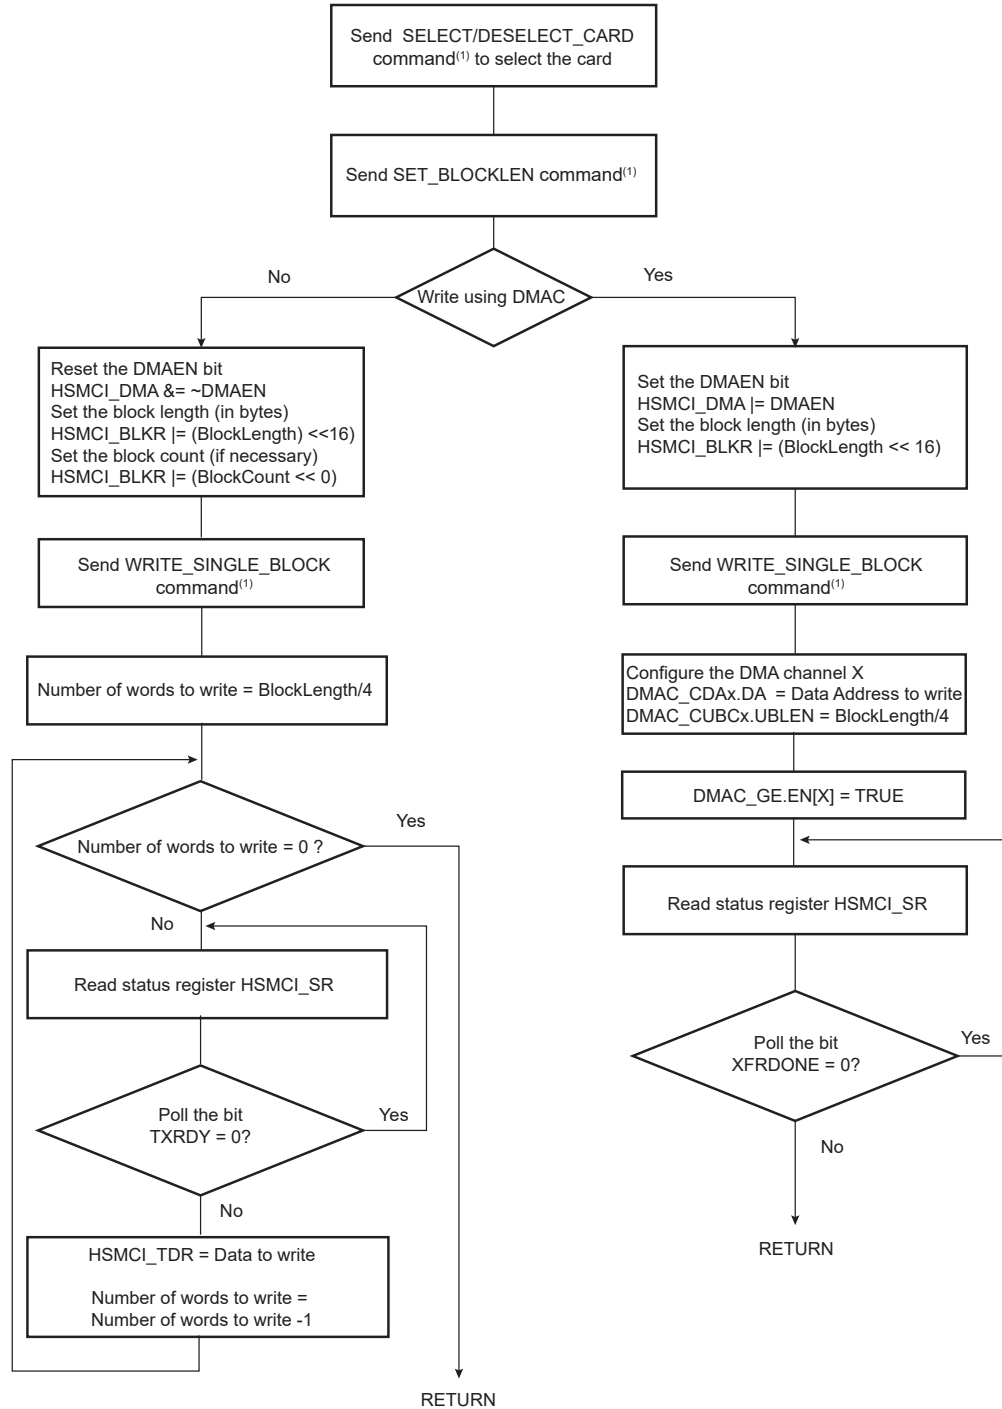 Send SELECT/DESELECT_CARD
command(1) to select the card
Send SET_BLOCKLEN command(1)
No
Yes
Write using DMAC
Reset the DMAEN bit
HSMCI_DMA &= ~DMAEN
Set the block length (in bytes)
HSMCI_BLKR |= (BlockLength) <<16)
Set the block count (if necessary)
HSMCI_BLKR |= (BlockCount << 0)
Send WRITE_SINGLE_BLOCK
command(1)
Number of words to write = BlockLength/4
Number of words to write = 0 ?
Yes
No
Read status register HSMCI_SR
Poll the bit
TXRDY = 0?
Yes
No
HSMCI_TDR = Data to write
Number of words to write =
Number of words to write -1
RETURN
Set the DMAEN bit
HSMCI_DMA |= DMAEN
Set the block length (in bytes)
HSMCI_BLKR |= (BlockLength << 16)
Send WRITE_SINGLE_BLOCK
command(1)
Configure the DMA channel X
DMAC_CDAx.DA = Data Address to write
DMAC_CUBCx.UBLEN = BlockLength/4
DMAC_GE.EN[X] = TRUE
Read status register HSMCI_SR
Poll the bit
XFRDONE = 0?
Yes
No
RETURN